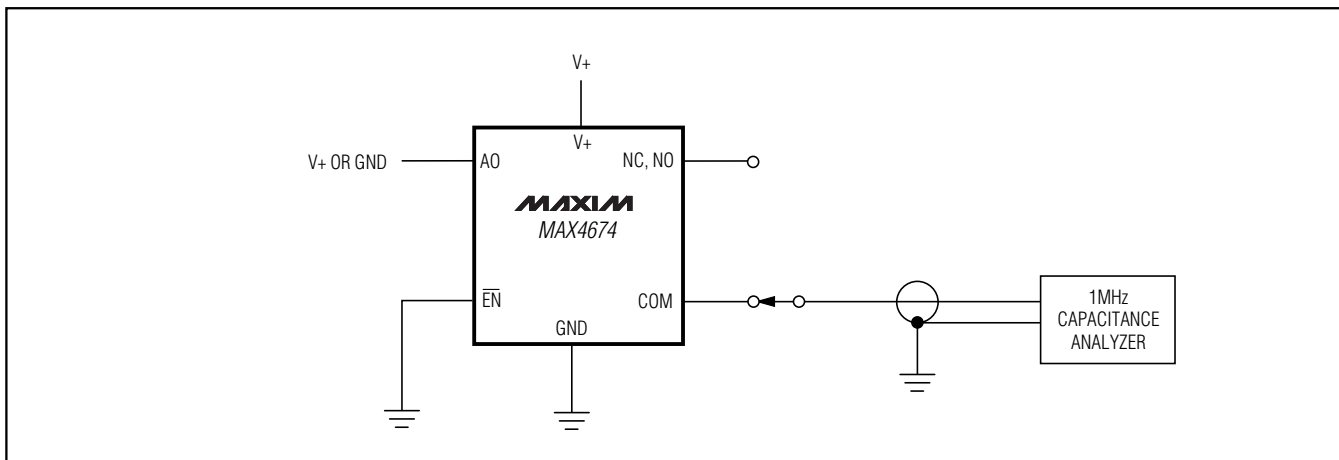 V+
V+
V+ OR GND
AO
NC, NO
MAXIM
MAX4674
EN
COM
GND
1MHz
CAPACITANCE
ANALYZER